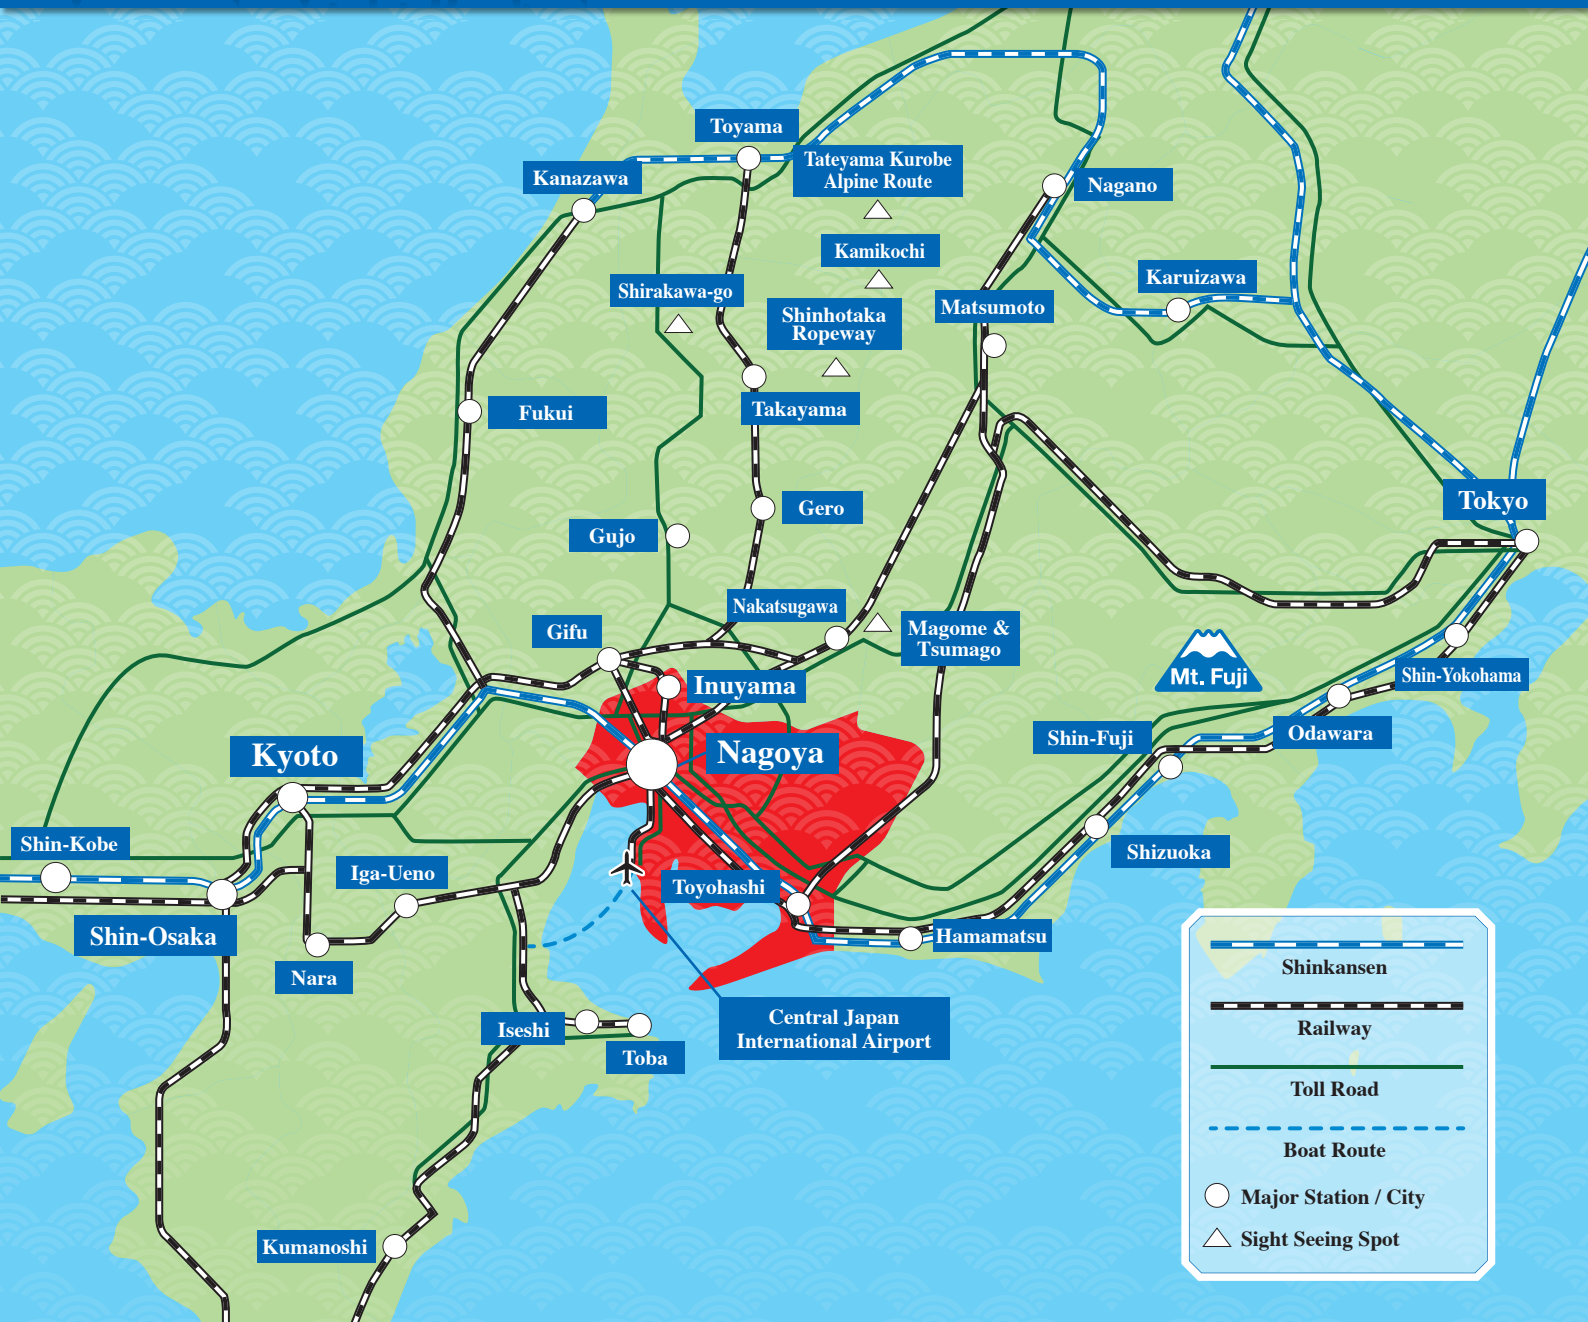 Toyama
Tateyama Kurobe
Alpine Route
Kanazawa
Nagano
Kamikochi
Karuizawa
Shirakawa-go
Matsumoto
Shinhotaka
Ropeway
Takayama
Fukui
Tokyo
Gero
Gujo
Nakatsugawa
Gifu
Magome &
Tsumago
Mt. Fuji
Shin-Yokohama
Inuyama
Odawara
Shin-Fuji
Nagoya
Kyoto
Shin-Kobe
Shizuoka
Iga-Ueno
Toyohashi
Shin-Osaka
Hamamatsu
Nara
Central Japan
International Airport
Iseshi
Toba
Kumanoshi
Shinkansen
Railway
Toll Road
Boat Route
Major Station / City
Sight Seeing Spot